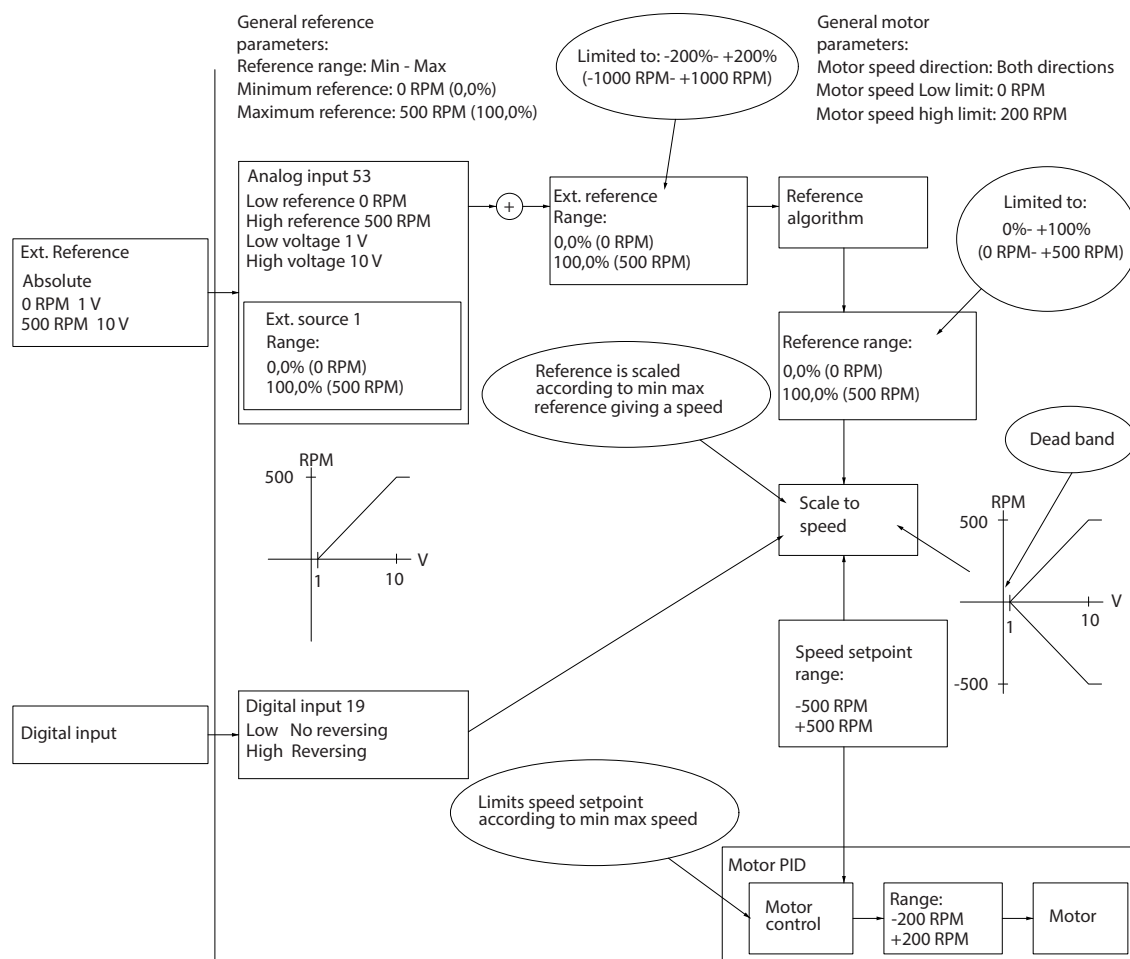 General reference
parameters:
Reference range: Min - Max
Minimum reference: 0 RPM (0,0%)
Maximum reference: 500 RPM (100,0%)
Limited to: -200%- +200%
(-1000 RPM- +1000 RPM)
General motor
parameters:
Motor speed direction: Both directions
Motor speed Low limit: 0 RPM
Motor speed high limit: 200 RPM
Ext. Reference
Absolute
0 RPM 1 V
500 RPM 10 V
Analog input 53
Low reference 0 RPM
High reference 500 RPM
Low voltage 1 V
High voltage 10 V
Ext. source 1
Range:
0,0% (0 RPM)
100,0% (500 RPM)
+
Ext. reference
Range:
0,0% (0 RPM)
100,0% (500 RPM)
Reference
algorithm
Limited to:
0%- +100%
(0 RPM- +500 RPM)
Reference range:
0,0% (0 RPM)
100,0% (500 RPM)
Reference is scaled
according to min max
reference giving a speed
Dead band
RPM
500
1
10
V
Scale to
speed
RPM
500
V
1
10
-500
Speed setpoint
range:
-500 RPM
+500 RPM
Digital input
Digital input 19
Low No reversing
High Reversing
Limits speed setpoint
according to min max speed
Motor PID
Motor
control
Range:
-200 RPM
+200 RPM
Motor